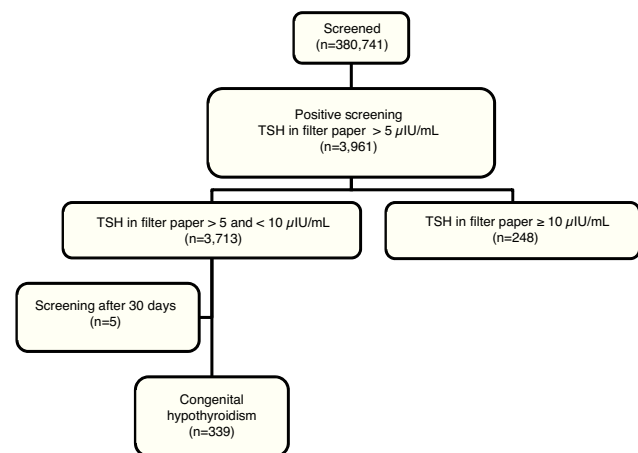 Screened
(n=380,741)
Positive screening
TSH in filter paper > 5 µIU/mL
(n=3,961)
TSH in filter paper > 5 and < 10 µIU/mL
(n=3,713)
TSH in filter paper ≥ 10 µIU/mL
(n=248)
Screening after 30 days
(n=5)
Congenital
hypothyroidism
(n=339)